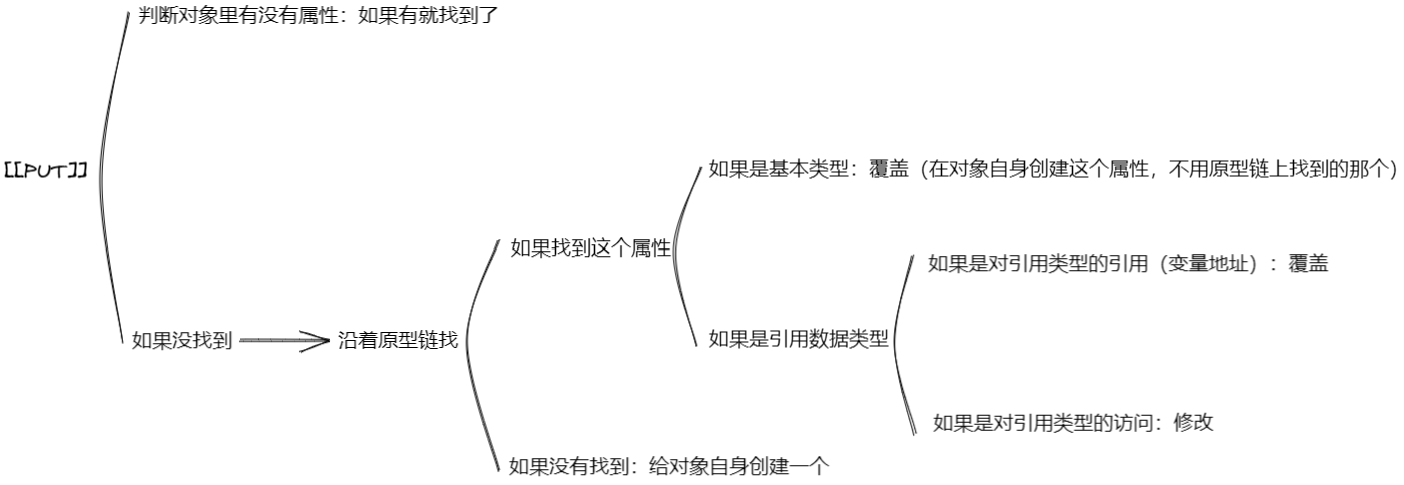 判断对象里有没有属性：如果有就找到了
[[PUT]]
如果是基本类型：覆盖（在对象自身创建这个属性，不用原型链上找到的那个）
如果找到这个属性
如果是对引用类型的引用（变量地址）：覆盖
如果是引用数据类型
如果没找到
沿着原型链找
如果是对引用类型的访问：修改
如果没有找到：给对象自身创建一个